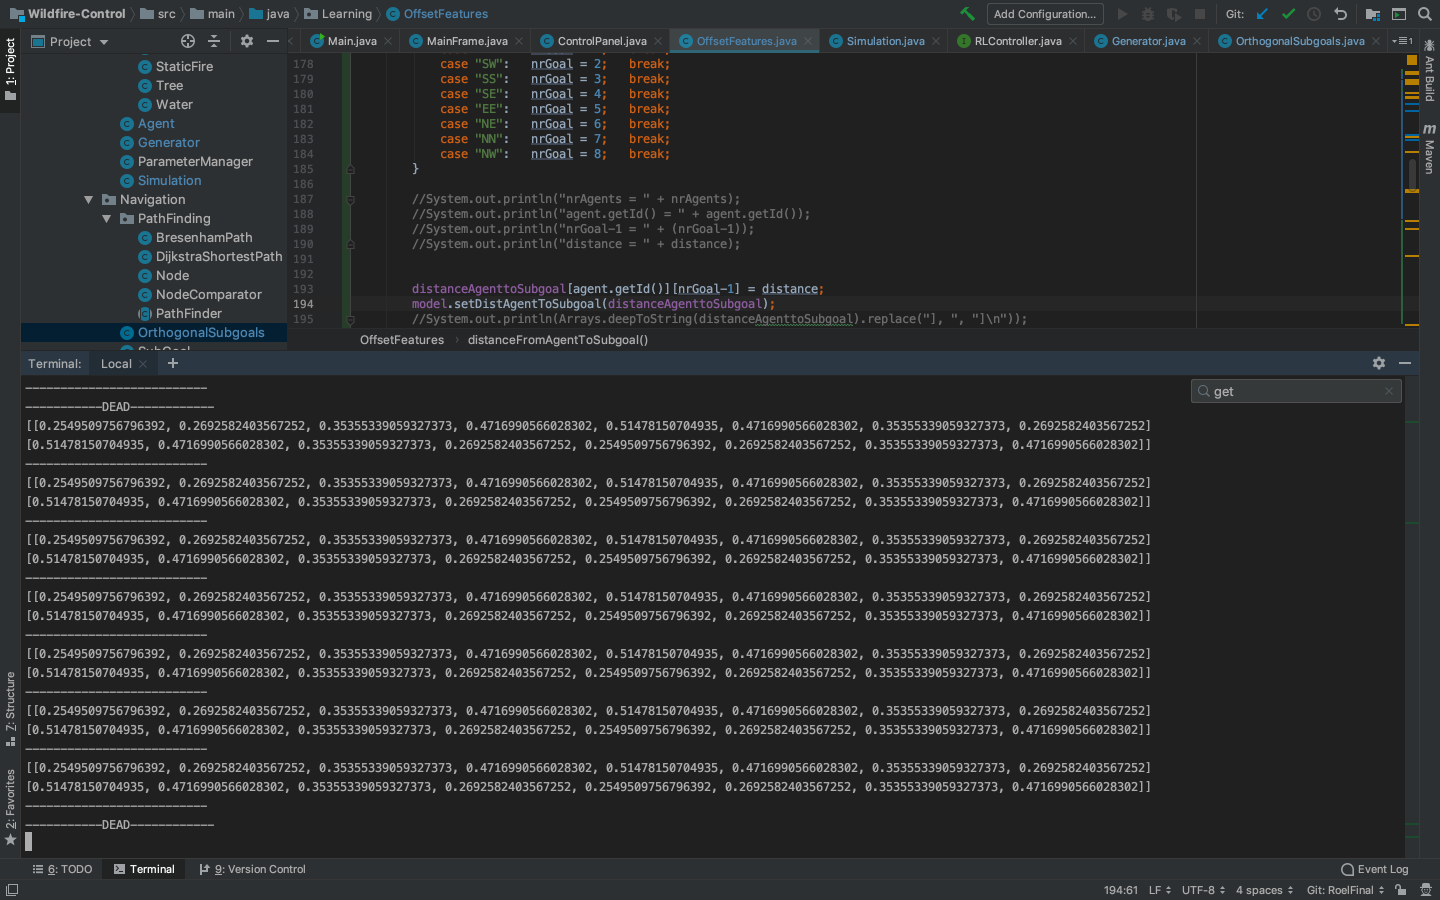 Wildfire-Control src main java Learning OffsetFeatures Add Configuration... Git:
1: Project
Project
Main.java MainFrame.java ControlPanel.java OffsetFeatures.java Simulation.java RLController.java Generator.java OrthogonalSubgoals.java
StaticFire
Tree
Water
Agent
Generator
ParameterManager
Simulation
Navigation
PathFinding
BresenhamPath
DijkstraShortestPath
Node
NodeComparator
PathFinder
OrthogonalSubgoals
SubGoal
178 case "SW": nrGoal = 2; break;
179 case "SS": nrGoal = 3; break;
180 case "SE": nrGoal = 4; break;
181 case "EE": nrGoal = 5; break;
182 case "NE": nrGoal = 6; break;
183 case "NN": nrGoal = 7; break;
184 case "NW": nrGoal = 8; break;
185 }
186
187 //System.out.println("nrAgents = " + nrAgents);
188 //System.out.println("agent.getId() = " + agent.getId());
189 //System.out.println("nrGoal-1 = " + (nrGoal-1));
190 //System.out.println("distance = " + distance);
191
192
193 distanceAgenttoSubgoal[agent.getId()][nrGoal-1] = distance;
194 model.setDistAgentToSubgoal(distanceAgenttoSubgoal);
195 //System.out.println(Arrays.deepToString(distanceAgenttoSubgoal).replace("], ", "]\n"));
OffsetFeatures distanceFromAgentToSubgoal()
Ant Build
Maven
Terminal: Local +
get
--------------------------
-----------DEAD------------
[[0.2549509756796392, 0.2692582403567252, 0.35355339059327373, 0.4716990566028302, 0.51478150704935, 0.4716990566028302, 0.35355339059327373, 0.2692582403567252]
[0.51478150704935, 0.4716990566028302, 0.35355339059327373, 0.2692582403567252, 0.2549509756796392, 0.2692582403567252, 0.35355339059327373, 0.4716990566028302]]
--------------------------
[[0.2549509756796392, 0.2692582403567252, 0.35355339059327373, 0.4716990566028302, 0.51478150704935, 0.4716990566028302, 0.35355339059327373, 0.2692582403567252]
[0.51478150704935, 0.4716990566028302, 0.35355339059327373, 0.2692582403567252, 0.2549509756796392, 0.2692582403567252, 0.35355339059327373, 0.4716990566028302]]
--------------------------
[[0.2549509756796392, 0.2692582403567252, 0.35355339059327373, 0.4716990566028302, 0.51478150704935, 0.4716990566028302, 0.35355339059327373, 0.2692582403567252]
[0.51478150704935, 0.4716990566028302, 0.35355339059327373, 0.2692582403567252, 0.2549509756796392, 0.2692582403567252, 0.35355339059327373, 0.4716990566028302]]
--------------------------
[[0.2549509756796392, 0.2692582403567252, 0.35355339059327373, 0.4716990566028302, 0.51478150704935, 0.4716990566028302, 0.35355339059327373, 0.2692582403567252]
[0.51478150704935, 0.4716990566028302, 0.35355339059327373, 0.2692582403567252, 0.2549509756796392, 0.2692582403567252, 0.35355339059327373, 0.4716990566028302]]
--------------------------
[[0.2549509756796392, 0.2692582403567252, 0.35355339059327373, 0.4716990566028302, 0.51478150704935, 0.4716990566028302, 0.35355339059327373, 0.2692582403567252]
[0.51478150704935, 0.4716990566028302, 0.35355339059327373, 0.2692582403567252, 0.2549509756796392, 0.2692582403567252, 0.35355339059327373, 0.4716990566028302]]
--------------------------
[[0.2549509756796392, 0.2692582403567252, 0.35355339059327373, 0.4716990566028302, 0.51478150704935, 0.4716990566028302, 0.35355339059327373, 0.2692582403567252]
[0.51478150704935, 0.4716990566028302, 0.35355339059327373, 0.2692582403567252, 0.2549509756796392, 0.2692582403567252, 0.35355339059327373, 0.4716990566028302]]
--------------------------
[[0.2549509756796392, 0.2692582403567252, 0.35355339059327373, 0.4716990566028302, 0.51478150704935, 0.4716990566028302, 0.35355339059327373, 0.2692582403567252]
[0.51478150704935, 0.4716990566028302, 0.35355339059327373, 0.2692582403567252, 0.2549509756796392, 0.2692582403567252, 0.35355339059327373, 0.4716990566028302]]
--------------------------
-----------DEAD------------
Z: Structure
2: Favorites
6: TODO Terminal 9: Version Control Event Log
194:61 LF UTF-8 4 spaces Git: RoelFinal